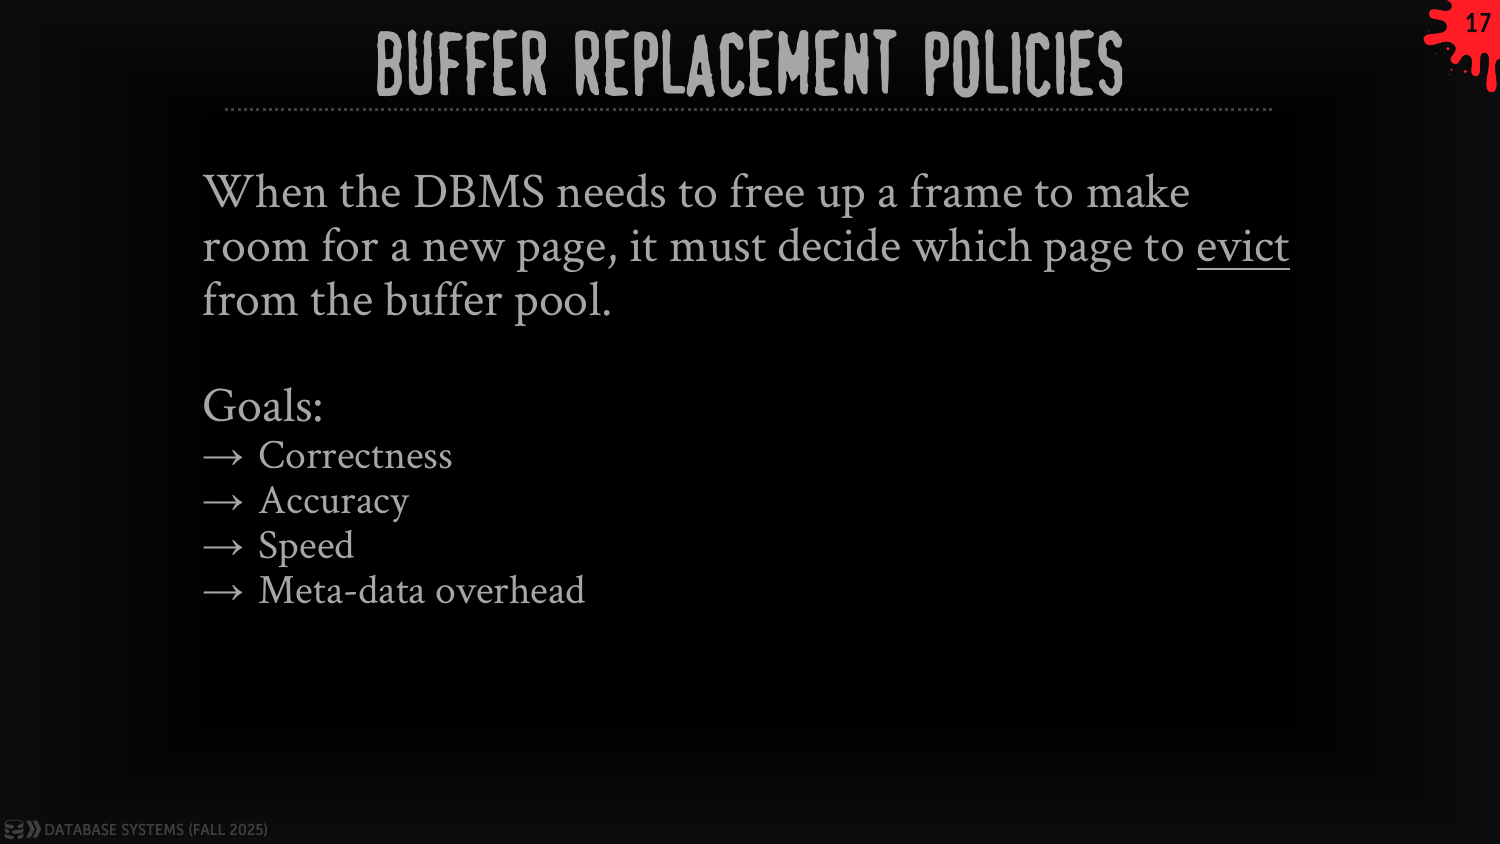 BUFFER REPLACEMENT POLICIES
17
When the DBMS needs to free up a frame to make
room for a new page, it must decide which page to evict
from the buffer pool.
Goals:
→ Correctness
→ Accuracy
→ Speed
→ Meta-data overhead
DATABASE SYSTEMS (FALL 2025)